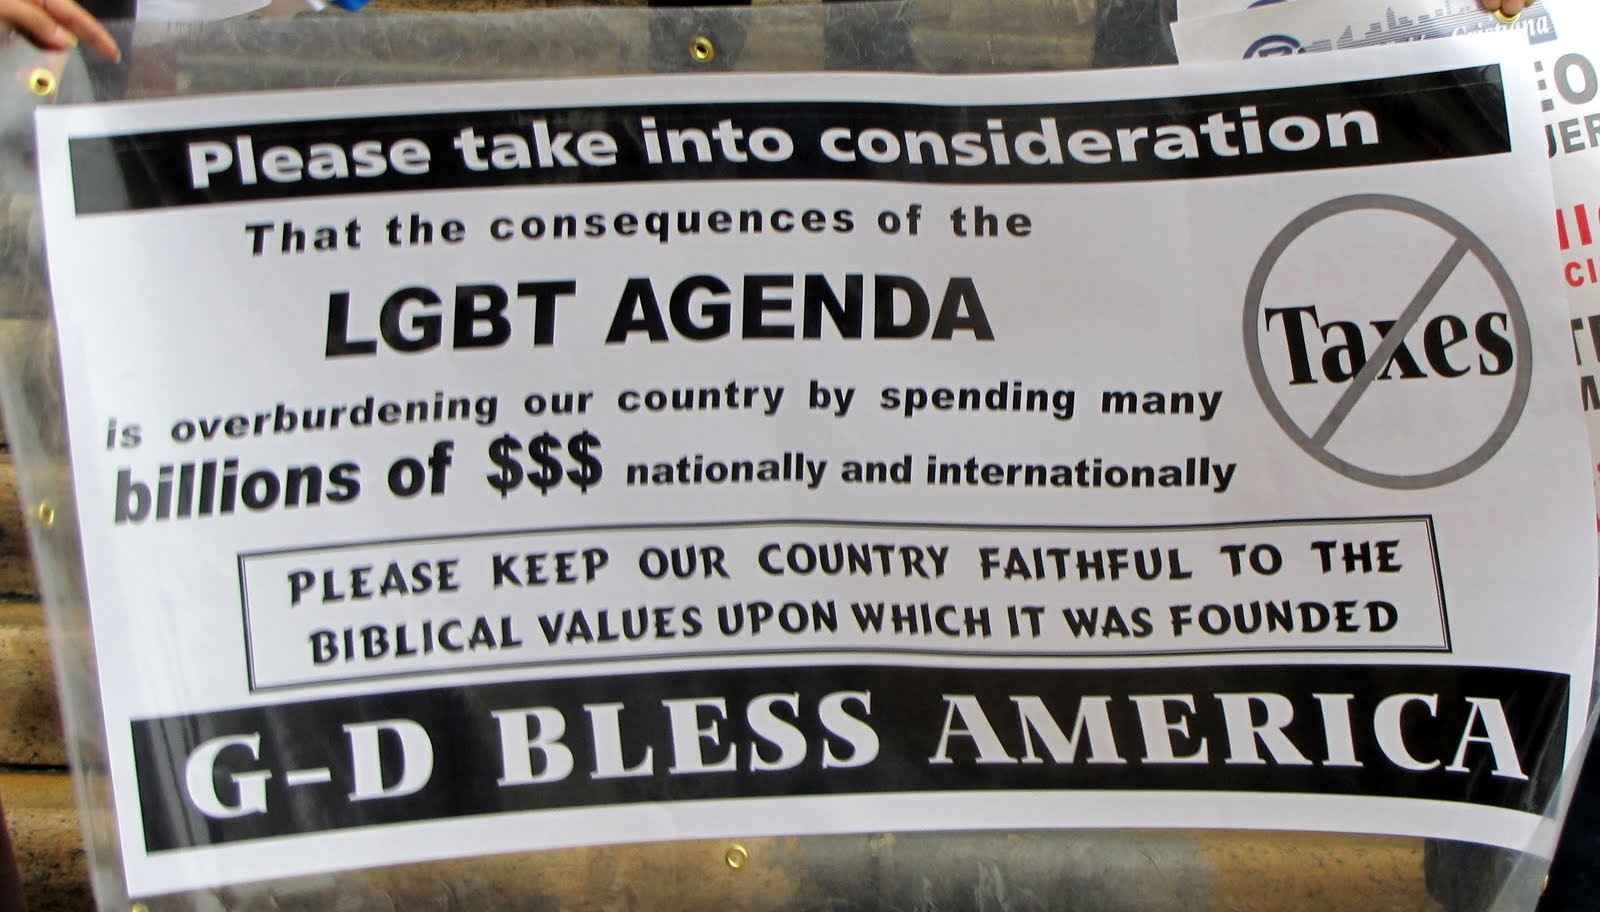 Please take into consideration
That the consequences of the
LGBT AGENDA
Taxes
is overburdening our country by spending many
billions of $$$ nationally and internationally
PLEASE KEEP OUR COUNTRY FAITHFUL TO THE
BIBLICAL VALUES UPON WHICH IT WAS FOUNDED
G-D BLESS AMERICA
Cristiana